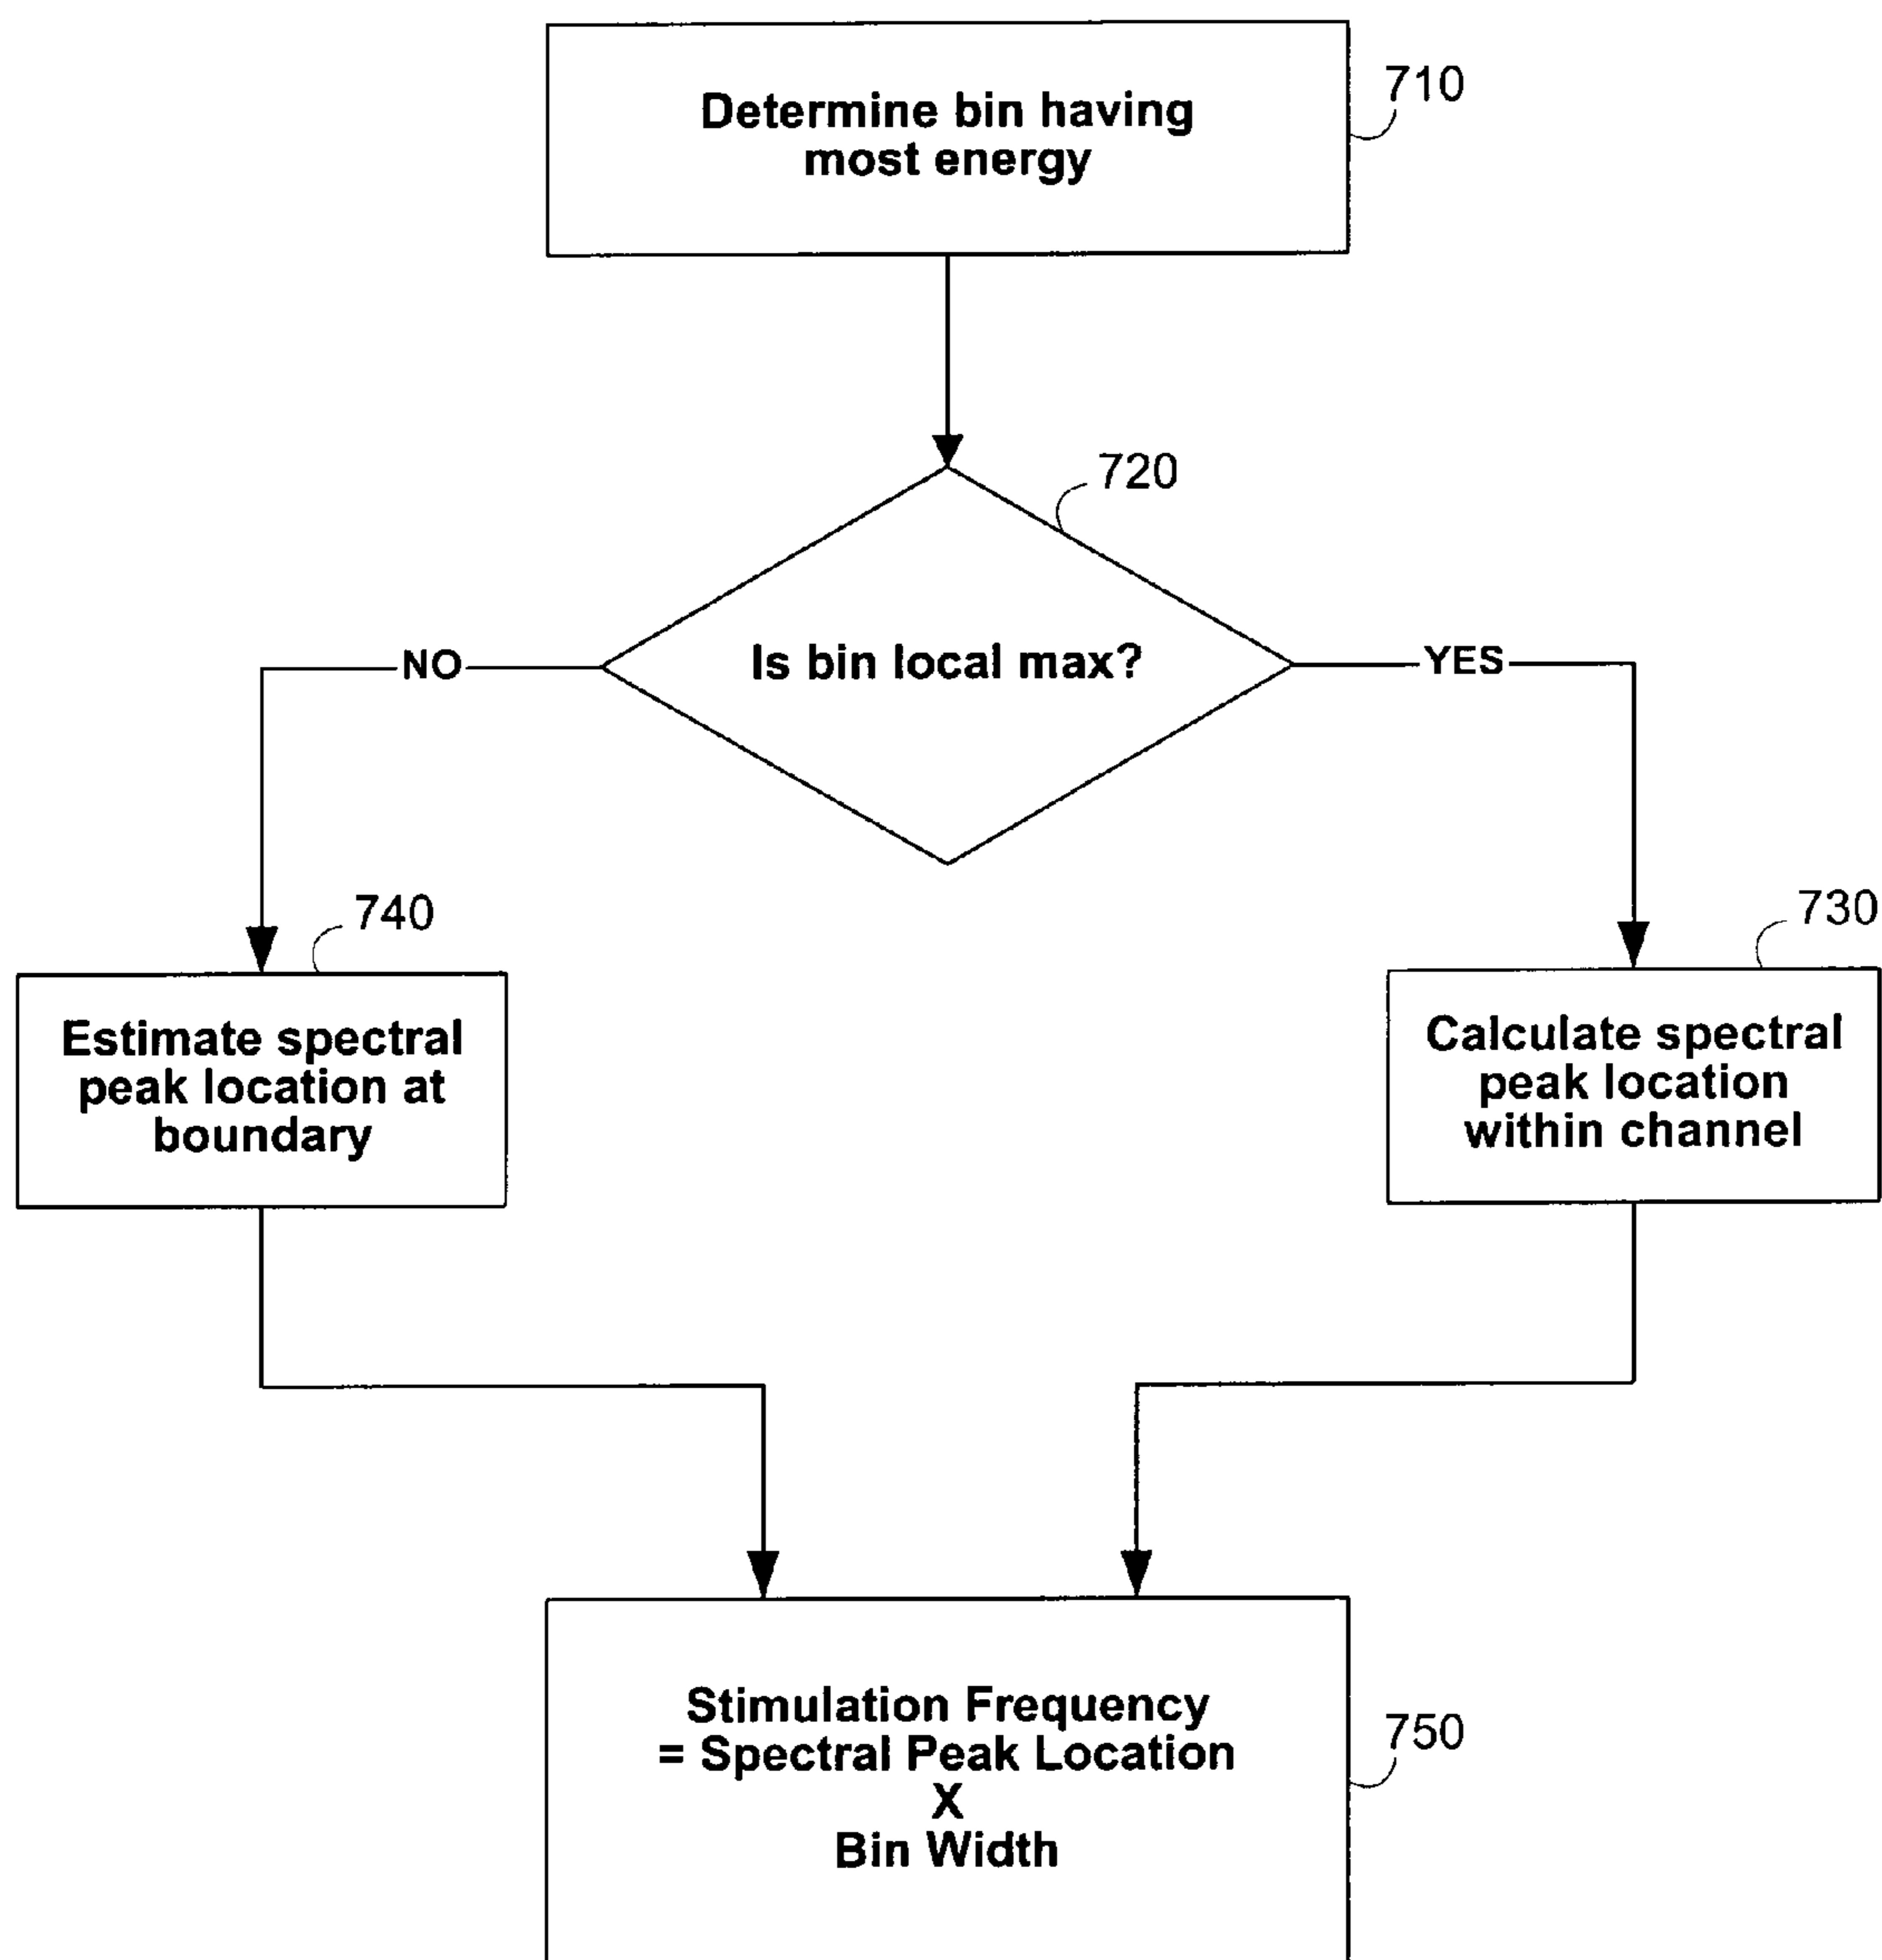 Determine bin having
most energy
710
720
Is bin local max?
NO
YES
740
730
Estimate spectral
peak location at
boundary
Calculate spectral
peak location
within channel
Stimulation Frequency
= Spectral Peak Location
X
Bin Width
750